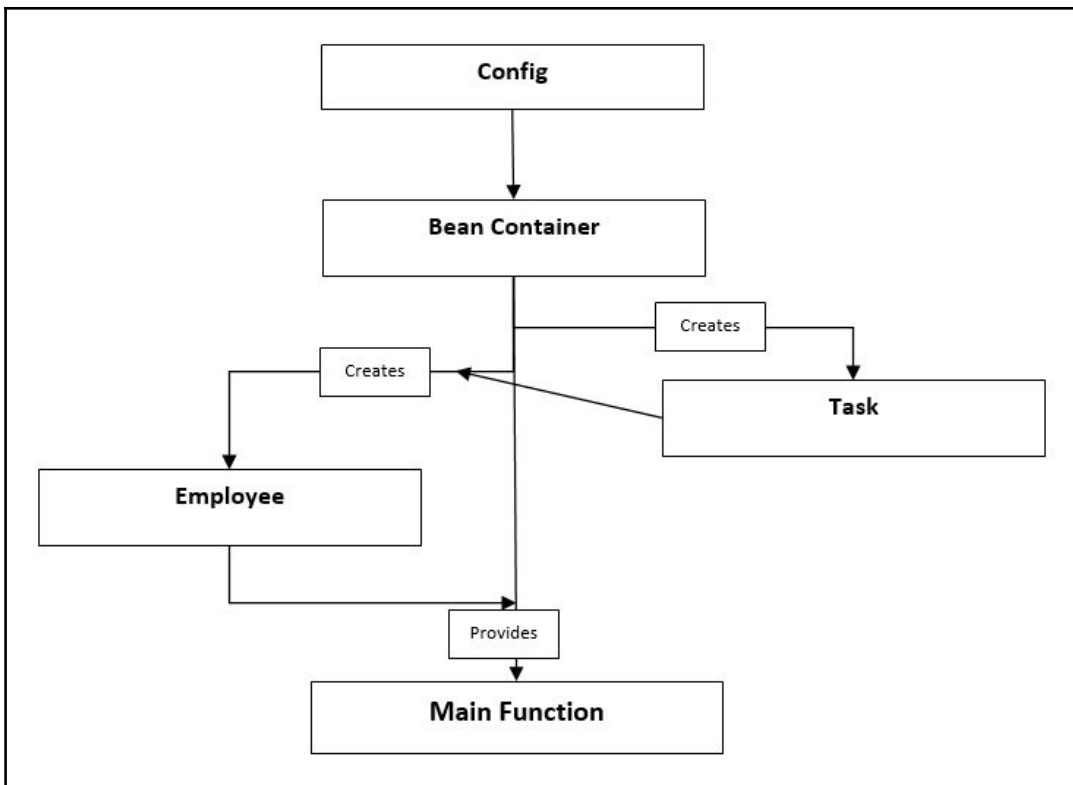 Config
Bean Container
Creates
Creates
Task
Employee
Provides
Main Function